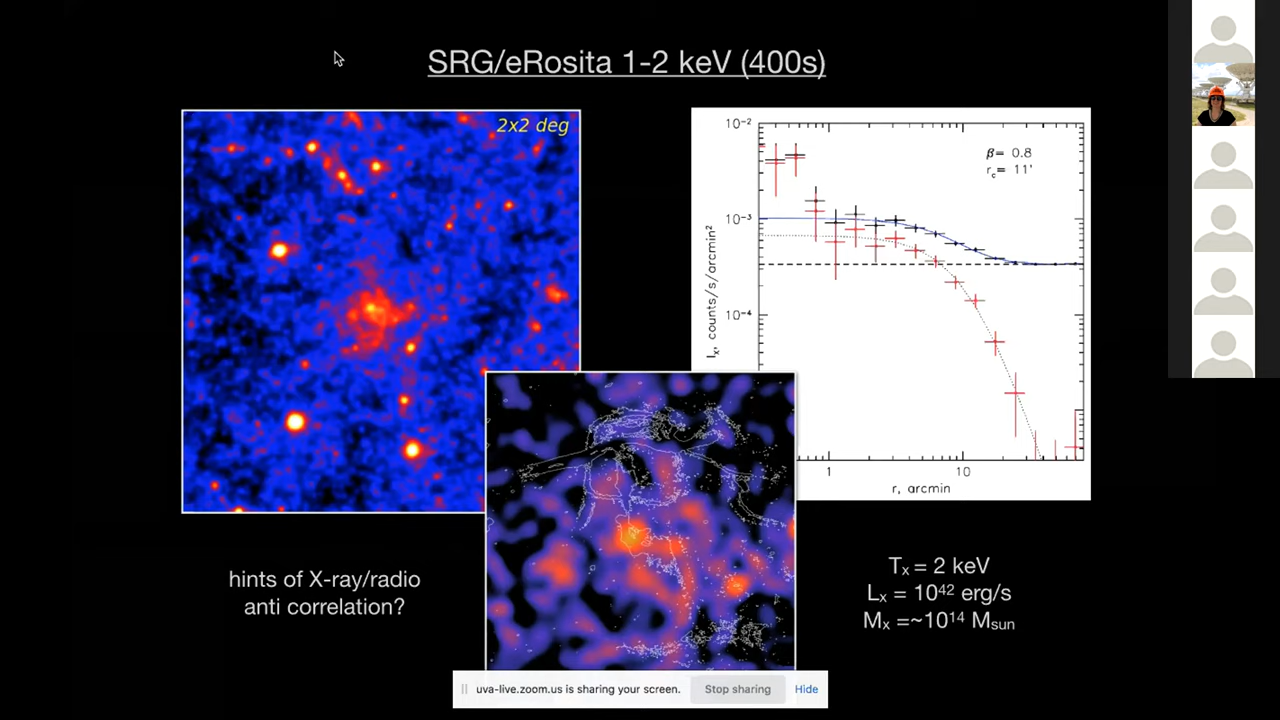 SRG/eRosita 1-2 keV (400s)
2x2 deg
10-2
β= 0.8
rc= 11'
10-3
10-4
Ix, counts/s/arcmin2
1
10
r, arcmin
hints of X-ray/radio
anti correlation?
Tx = 2 keV
Lx = 1042 erg/s
Mx =~1014 Msun
uva-live.zoom.us is sharing your screen.
Stop sharing
Hide